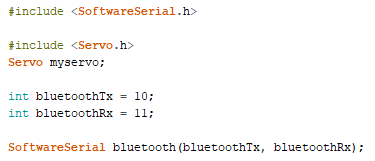 #include <SoftwareSerial.h>
#include <Servo.h>
Servo myservo;
int bluetoothTx = 10;
int bluetoothRx = 11;
SoftwareSerial bluetooth(bluetoothTx, bluetoothRx);